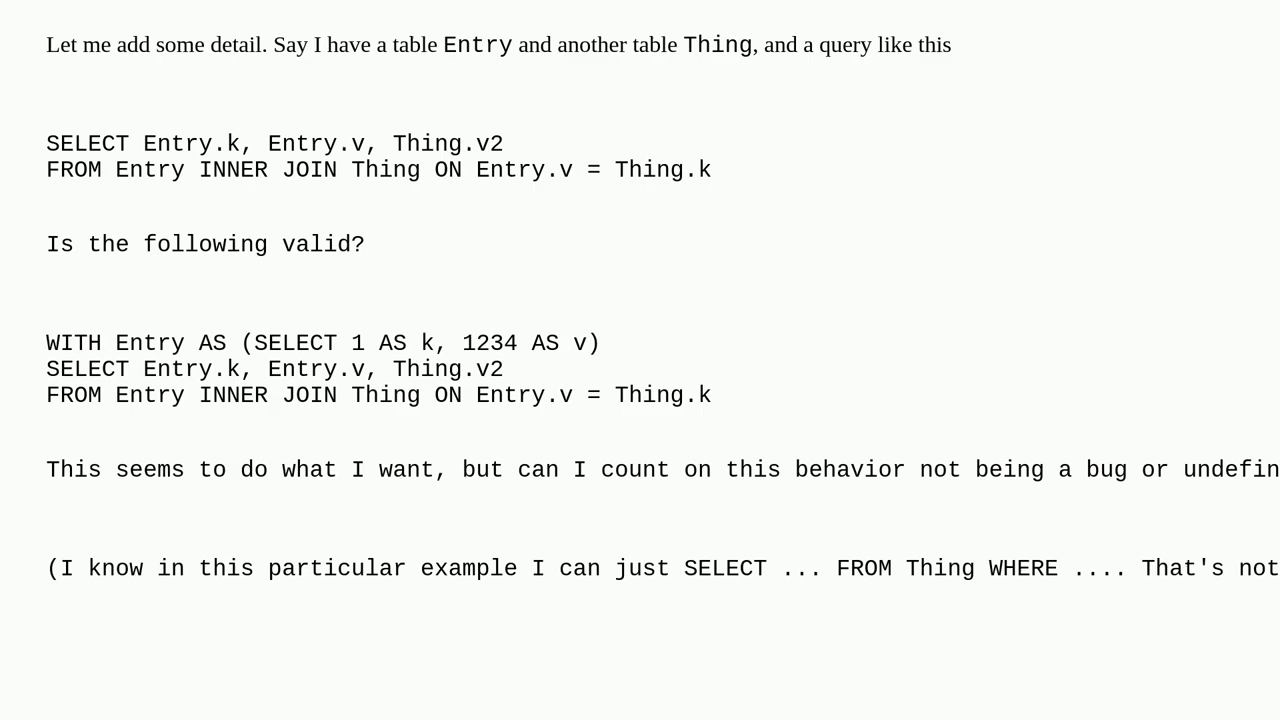 Let me add some detail. Say I have a table Entry and another table Thing, and a query like this
SELECT Entry.k, Entry.v, Thing.v2
FROM Entry INNER JOIN Thing ON Entry.v = Thing.k
Is the following valid?
WITH Entry AS (SELECT 1 AS k, 1234 AS v)
SELECT Entry.k, Entry.v, Thing.v2
FROM Entry INNER JOIN Thing ON Entry.v = Thing.k
This seems to do what I want, but can I count on this behavior not being a bug or
(I know in this particular example I can just SELECT ... FROM Thing WHERE .... That's not